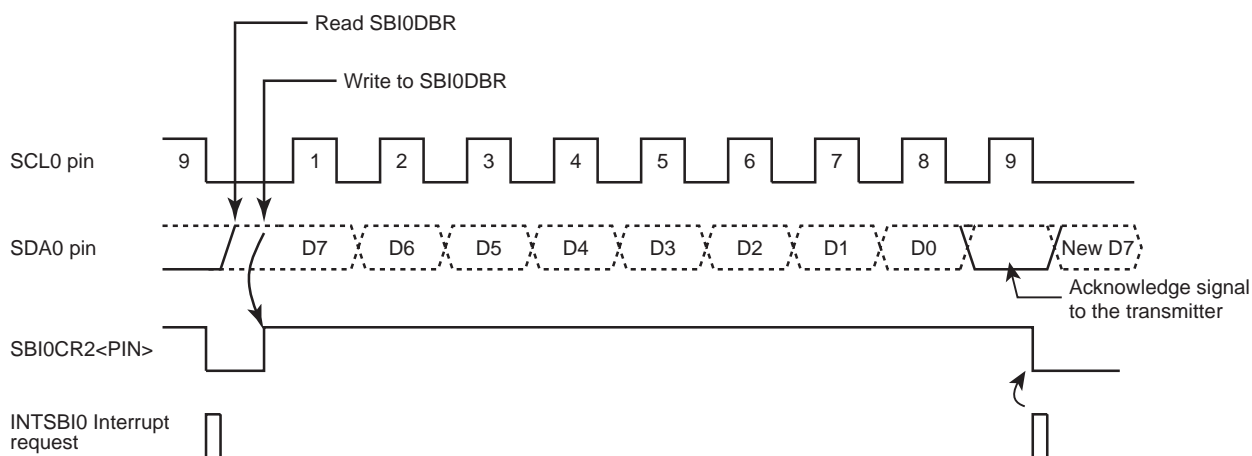 Read SBI0DBR
Write to SBI0DBR
SCL0 pin
9 1 2 3 4 5 6 7 8 9
SDA0 pin
D7 D6 D5 D4 D3 D2 D1 D0 New D7
Acknowledge signal
to the transmitter
SBI0CR2<PIN>
INTSBI0 Interrupt
request